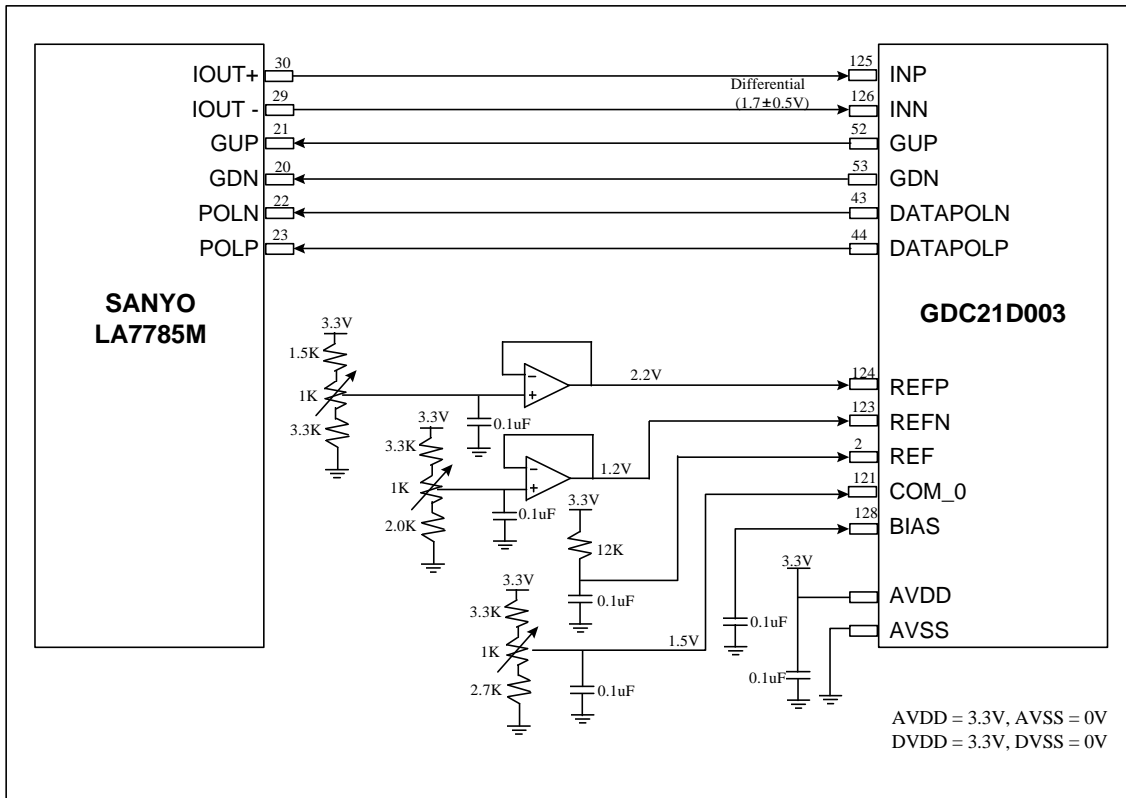 30
IOUT+
125
INP
Differential
(1.7±0.5V)
29
IOUT -
126
INN
21
GUP
52
GUP
20
GDN
53
GDN
22
POLN
43
DATAPOLN
23
POLP
44
DATAPOLP
SANYO
LA7785M
GDC21D003
3.3V
1.5K
1K
3.3K
0.1uF
2.2V
124
REFP
3.3V
3.3K
1K
2.0K
0.1uF
1.2V
123
REFN
3.3V
12K
0.1uF
2
REF
3.3V
3.3K
1K
2.7K
0.1uF
1.5V
121
COM_0
128
BIAS
0.1uF
3.3V
0.1uF
AVDD
AVSS
AVDD = 3.3V, AVSS = 0V
DVDD = 3.3V, DVSS = 0V